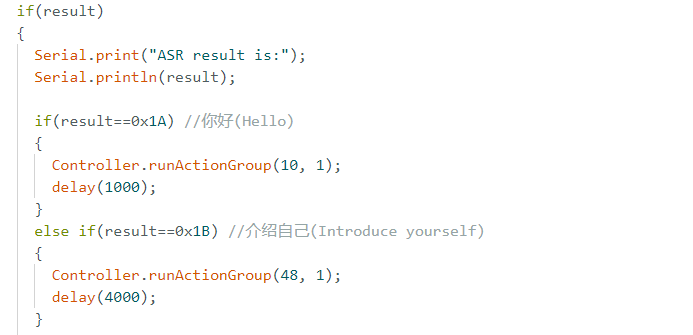 if(result)
{
Serial.print("ASR result is:");
Serial.println(result);
if(result==0x1A) //你好(Hello)
{
Controller.runActionGroup(10, 1);
delay(1000);
}
else if(result==0x1B) //介绍自己(Introduce yourself)
{
Controller.runActionGroup(48, 1);
delay(4000);
}